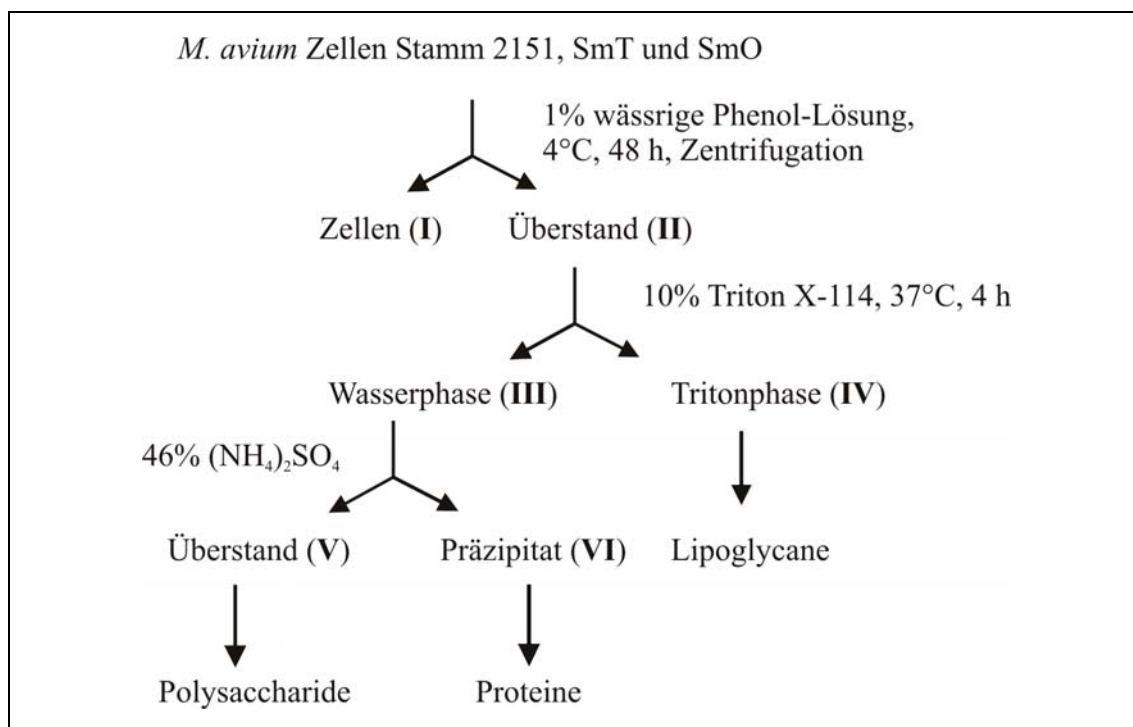 M. avium Zellen Stamm 2151, SmT und SmO
1% wässrige Phenol-Lösung,
4°C, 48 h, Zentrifugation
Zellen (I) Überstand (II)
10% Triton X-114, 37°C, 4 h
Wasserphase (III) Tritonphase (IV)
46% (NH₄)₂SO₄
Überstand (V) Präzipitat (VI) Lipoglycane
Polysaccharide Proteine